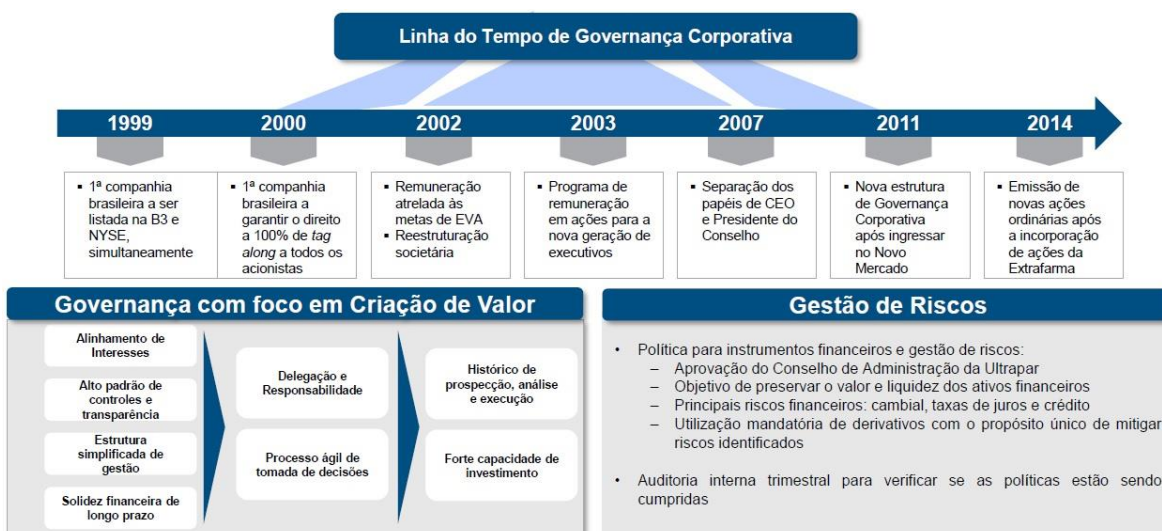 Linha do Tempo de Governança Corporativa
1999
2000
2002
2003
2007
2011
2014
▪ 1ª companhia
brasileira a ser
listada na B3 e
NYSE,
simultaneamente
▪ 1ª companhia
brasileira a
garantir o direito
a 100% de tag
along a todos os
acionistas
▪ Remuneração
atrelada às
metas de EVA
▪ Reestruturação
societária
▪ Programa de
remuneração
em ações para a
nova geração de
executivos
▪ Separação dos
papéis de CEO
e Presidente do
Conselho
▪ Nova estrutura
de Governança
Corporativa
após ingressar
no Novo
Mercado
▪ Emissão de
novas ações
ordinárias após
a incorporação
de ações da
Extrafarma
Governança com foco em Criação de Valor
Alinhamento de
Interesses
Alto padrão de
controles e
transparência
Estrutura
simplificada de
gestão
Solidez financeira de
longo prazo
Delegação e
Responsabilidade
Processo ágil de
tomada de decisões
Histórico de
prospecção, análise
e execução
Forte capacidade de
investimento
Gestão de Riscos
• Política para instrumentos financeiros e gestão de riscos:
– Aprovação do Conselho de Administração da Ultrapar
– Objetivo de preservar o valor e liquidez dos ativos financeiros
– Principais riscos financeiros: cambial, taxas de juros e crédito
– Utilização mandatória de derivativos com o propósito único de mitigar
riscos identificados
• Auditoria interna trimestral para verificar se as políticas estão sendo
cumpridas